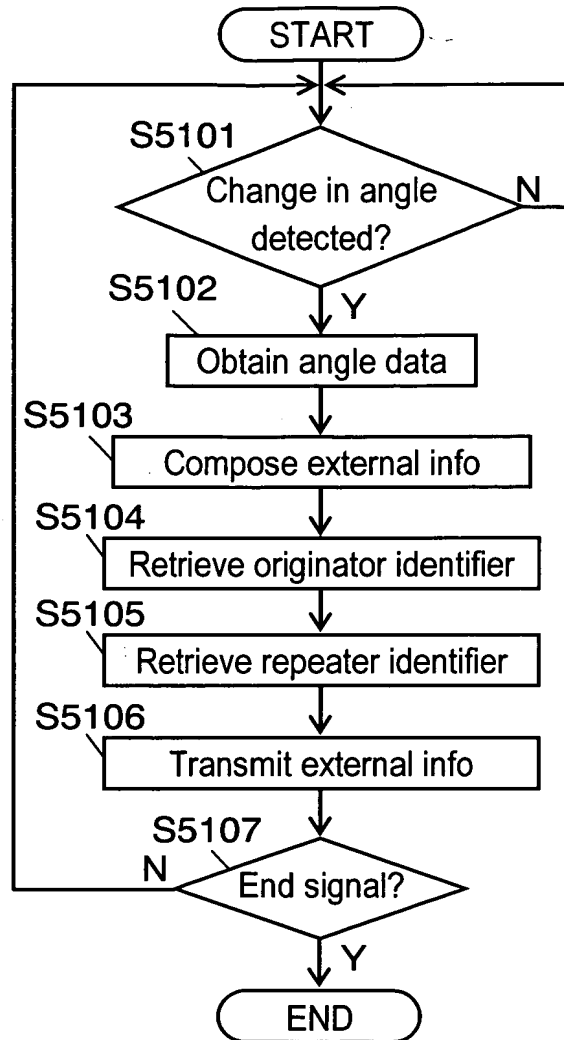 START
S5101
Change in angle
detected?
N
Y
S5102
Obtain angle data
S5103
Compose external info
S5104
Retrieve originator identifier
S5105
Retrieve repeater identifier
S5106
Transmit external info
S5107
N
End signal?
Y
END